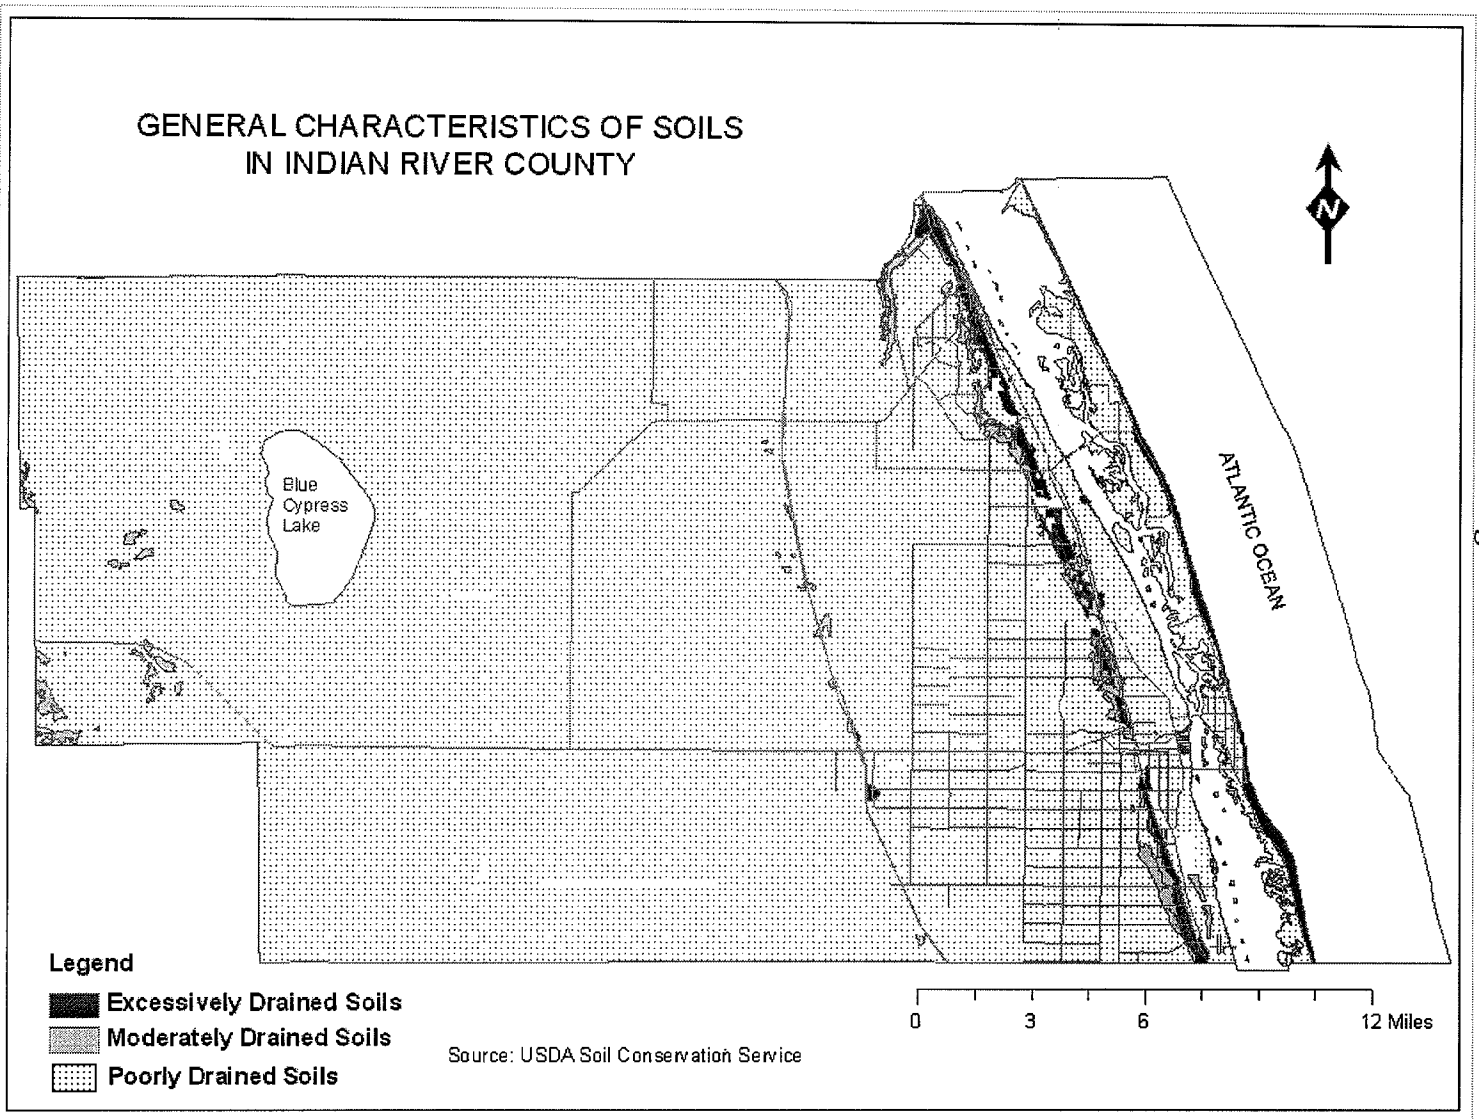 GENERAL CHARACTERISTICS OF SOILS
IN INDIAN RIVER COUNTY
N
Blue
Cypress
Lake
ATLANTIC OCEAN
Legend
Excessively Drained Soils
Moderately Drained Soils
Poorly Drained Soils
Source: USDA Soil Conservation Service
0 3 6 12 Miles